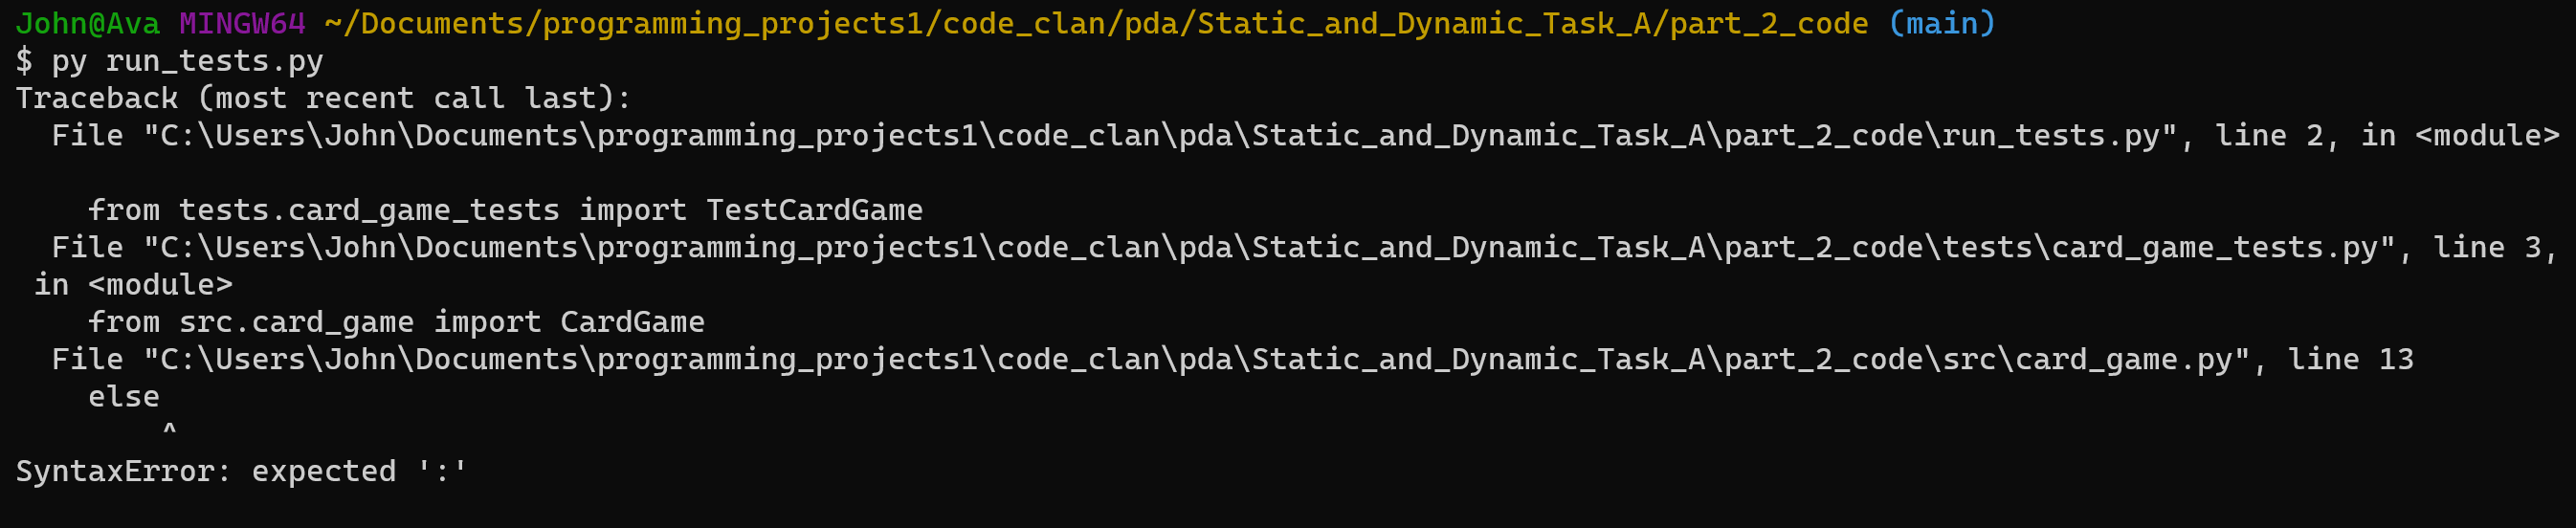 John@Ava MINGW64 ~/Documents/programming_projects1/code_clan/pda/Static_and_Dynamic_Task_A/part_2_code (main)
$ py run_tests.py
Traceback (most recent call last):
  File "C:\Users\John\Documents\programming_projects1\code_clan\pda\Static_and_Dynamic_Task_A\part_2_code\run_tests.py", line 2, in <module>

    from tests.card_game_tests import TestCardGame
  File "C:\Users\John\Documents\programming_projects1\code_clan\pda\Static_and_Dynamic_Task_A\part_2_code\tests\card_game_tests.py", line 3,
 in <module>
    from src.card_game import CardGame
  File "C:\Users\John\Documents\programming_projects1\code_clan\pda\Static_and_Dynamic_Task_A\part_2_code\src\card_game.py", line 13
    else
        ^
SyntaxError: expected ':'